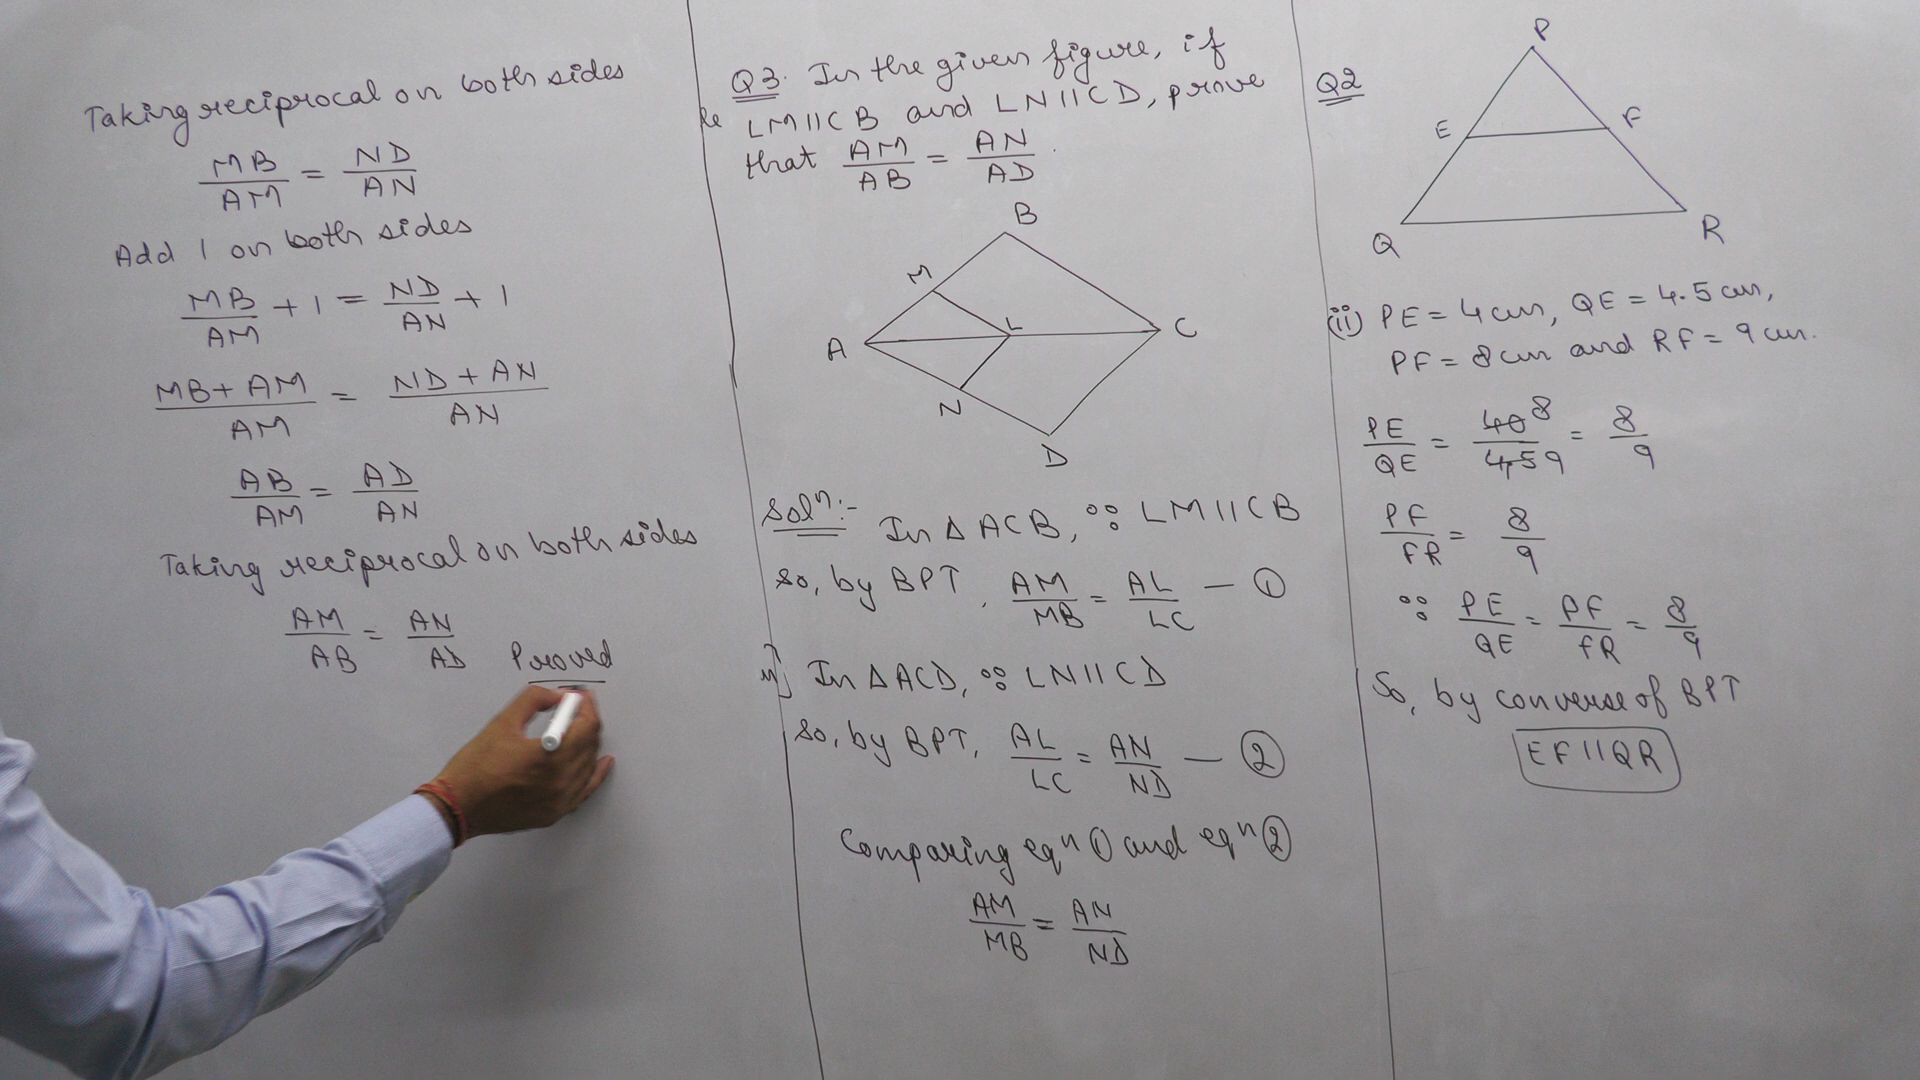 Taking reciprocal on both sides
MB/AM = ND/AN
Add 1 on both sides
MB/AM + 1 = ND/AN + 1
MB + AM/AM = ND + AN/AN
AB/AM = AD/AN
Taking reciprocal on both sides
AM/AB = AN/AD Proved
Q3. In the given figure, if
LM || CB and LN || CD, prove
that AM/AB = AN/AD.
B
M
L
A
C
N
D
Solⁿ:- In Δ ACB, ∵ LM || CB
So, by BPT, AM/MB = AL/LC — ①
In Δ ACD, ∵ LN || CD
So, by BPT, AL/LC = AN/ND — ②
Comparing eqⁿ ① and eqⁿ ②
AM/MB = AN/ND
Q2
P
E
F
Q
R
(ii) PE = 4 cm, QE = 4.5 cm,
PF = 8 cm and RF = 9 cm.
PE/QE = 40 8/4.5 9 = 8/9
PF/FR = 8/9
∵ PE/QE = PF/FR = 8/9
So, by converse of BPT
EF || QR